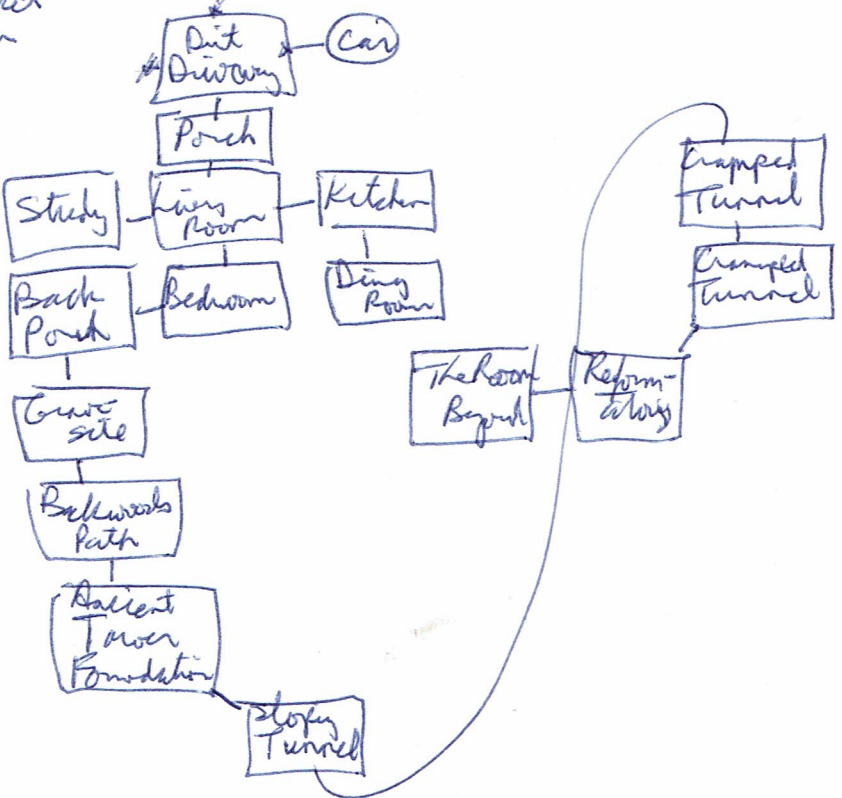 Dirt
Driveway
Car
Porch
Study
Living
Room
Kitchen
Back
Porch
Bedroom
Dining
Room
Grave
site
Backwoods
Path
Ancient
Tower
Foundation
Sloping
Tunnel
The Room
Beyond
Reform-
atory
Cramped
Tunnel
Cramped
Tunnel